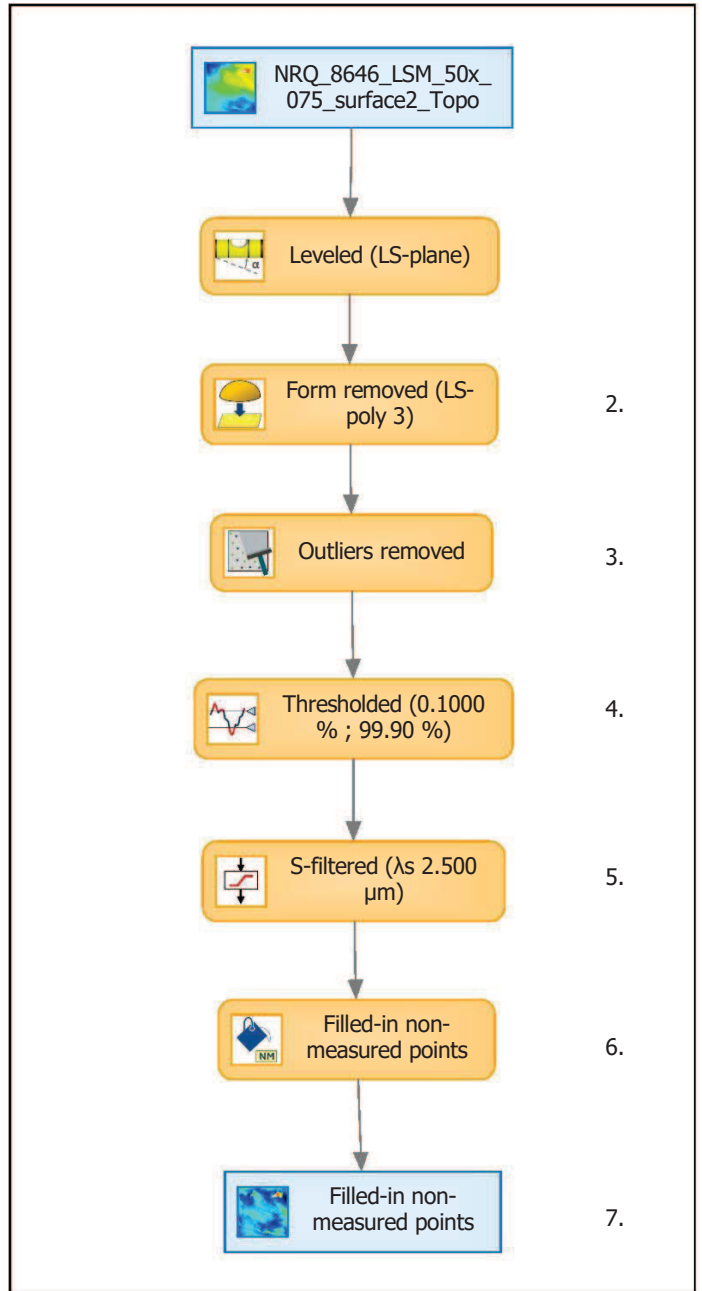 NRQ_8646_LSM_50x_
075_surface2_Topo
α
Leveled (LS-plane)
Form removed (LS-
poly 3)
2.
Outliers removed
3.
Thresholded (0.1000
% ; 99.90 %)
4.
S-filtered (λs 2.500
µm)
5.
NM
Filled-in non-
measured points
6.
Filled-in non-
measured points
7.